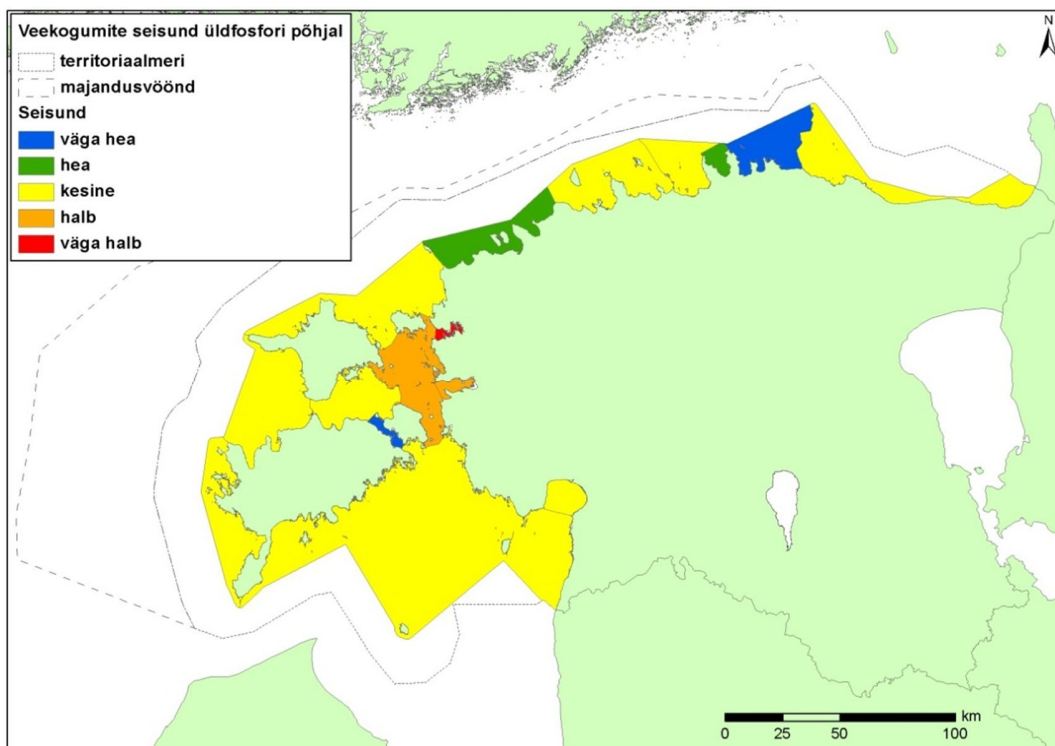 Veekogumite seisund üldfosfori põhjal
territoriaalmeri
majandusvöönd
Seisund
väga hea
hea
kesine
halb
väga halb
N
km
0 25 50 100